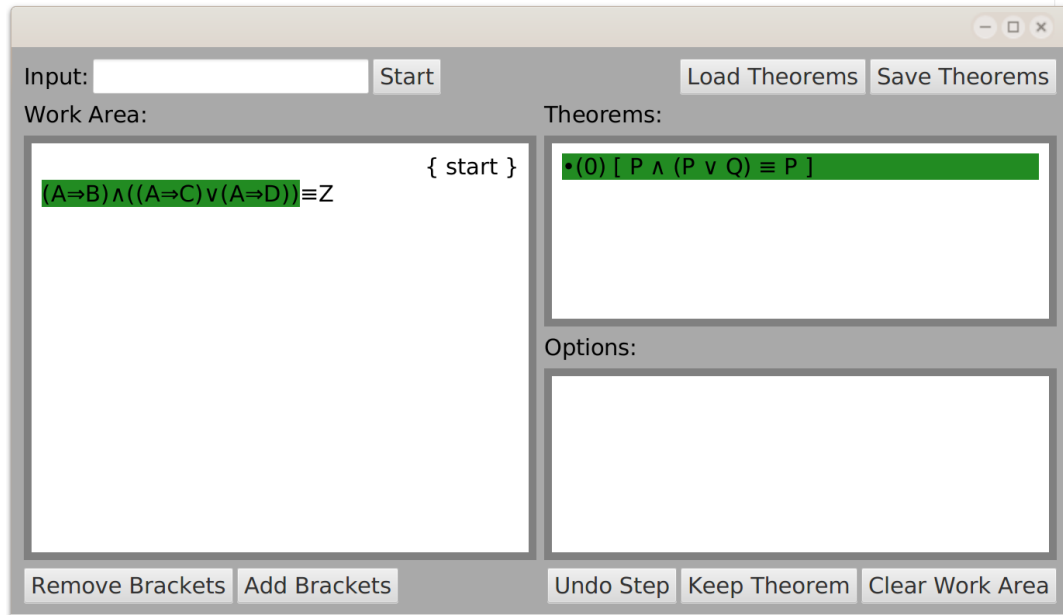 Input: Start Load Theorems Save Theorems
Work Area: Theorems:
{ start }
(A⇒B)∧((A⇒C)∨(A⇒D))≡Z
•(0) [ P ∧ (P ∨ Q) ≡ P ]
Options:
Remove Brackets Add Brackets Undo Step Keep Theorem Clear Work Area